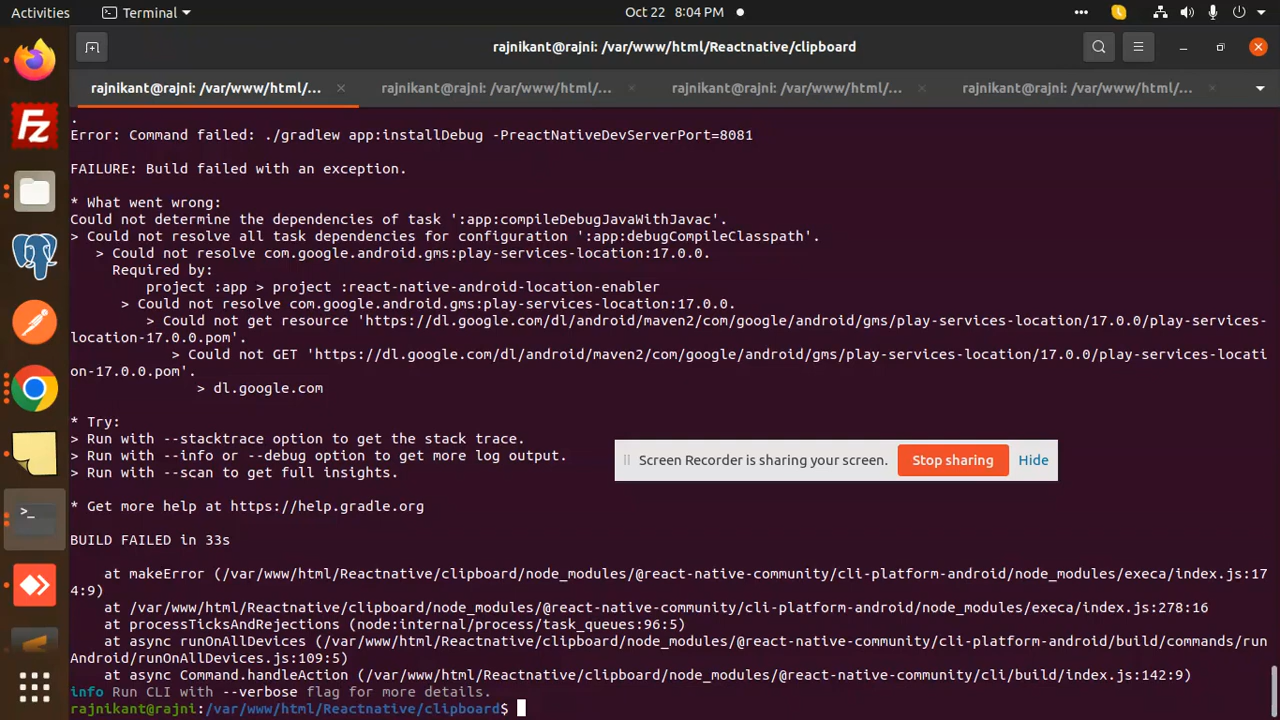 Activities
Terminal
Oct 22 8:04 PM
rajnikant@rajni: /var/www/html/Reactnative/clipboard
rajnikant@rajni: /var/www/html/...
rajnikant@rajni: /var/www/html/...
rajnikant@rajni: /var/www/html/...
rajnikant@rajni: /var/www/html/...
.
Error: Command failed: ./gradlew app:installDebug -PreactNativeDevServerPort=8081
FAILURE: Build failed with an exception.
* What went wrong:
Could not determine the dependencies of task ':app:compileDebugJavaWithJavac'.
> Could not resolve all task dependencies for configuration ':app:debugCompileClasspath'.
> Could not resolve com.google.android.gms:play-services-location:17.0.0.
Required by:
project :app > project :react-native-android-location-enabler
> Could not resolve com.google.android.gms:play-services-location:17.0.0.
> Could not get resource 'https://dl.google.com/dl/android/maven2/com/google/android/gms/play-services-location/17.0.0/play-services-
location-17.0.0.pom'.
> Could not GET 'https://dl.google.com/dl/android/maven2/com/google/android/gms/play-services-location/17.0.0/play-services-locati
on-17.0.0.pom'.
> dl.google.com
* Try:
> Run with --stacktrace option to get the stack trace.
> Run with --info or --debug option to get more log output.
> Run with --scan to get full insights.
Screen Recorder is sharing your screen.
Stop sharing
Hide
* Get more help at https://help.gradle.org
BUILD FAILED in 33s
at makeError (/var/www/html/Reactnative/clipboard/node_modules/@react-native-community/cli-platform-android/node_modules/execa/index.js:17
4:9)
at /var/www/html/Reactnative/clipboard/node_modules/@react-native-community/cli-platform-android/node_modules/execa/index.js:278:16
at processTicksAndRejections (node:internal/process/task_queues:96:5)
at async runOnAllDevices (/var/www/html/Reactnative/clipboard/node_modules/@react-native-community/cli-platform-android/build/commands/run
Android/runOnAllDevices.js:109:5)
at async Command.handleAction (/var/www/html/Reactnative/clipboard/node_modules/@react-native-community/cli/build/index.js:142:9)
info Run CLI with --verbose flag for more details.
rajnikant@rajni:/var/www/html/Reactnative/clipboard$